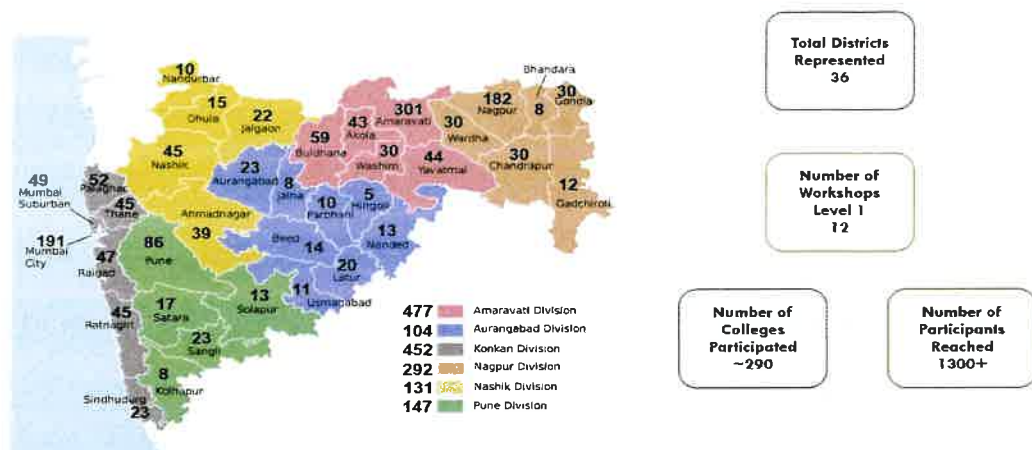 10
Nandurbar
15
Dhule
22
Jalgaon
45
Nashik
Ahmadnagar
39
59
Buldhana
43
Akola
301
Amaravati
30
Washim
44
Yavatmal
30
Wardha
182
Nagpur
Bhandara
8
30
Gondia
30
Chandrapur
12
Gadchiroli
23
Aurangabad
8
Jalna
10
Parbhani
5
Hingoli
13
Nanded
Beed
14
20
Latur
11
Usmanabad
52
Palaghar
49
Mumbai
Suburban
45
Thane
191
Mumbai
City
47
Raigad
86
Pune
45
Ratnagiri
17
Satara
13
Solapur
23
Sangli
8
Kolhapur
Sindhudurg
23
477 Amaravati Division
104 Aurangabad Division
452 Konkan Division
292 Nagpur Division
131 Nashik Division
147 Pune Division
Total Districts
Represented
36
Number of
Workshops
Level 1
12
Number of
Colleges
Participated
~290
Number of
Participants
Reached
1300+